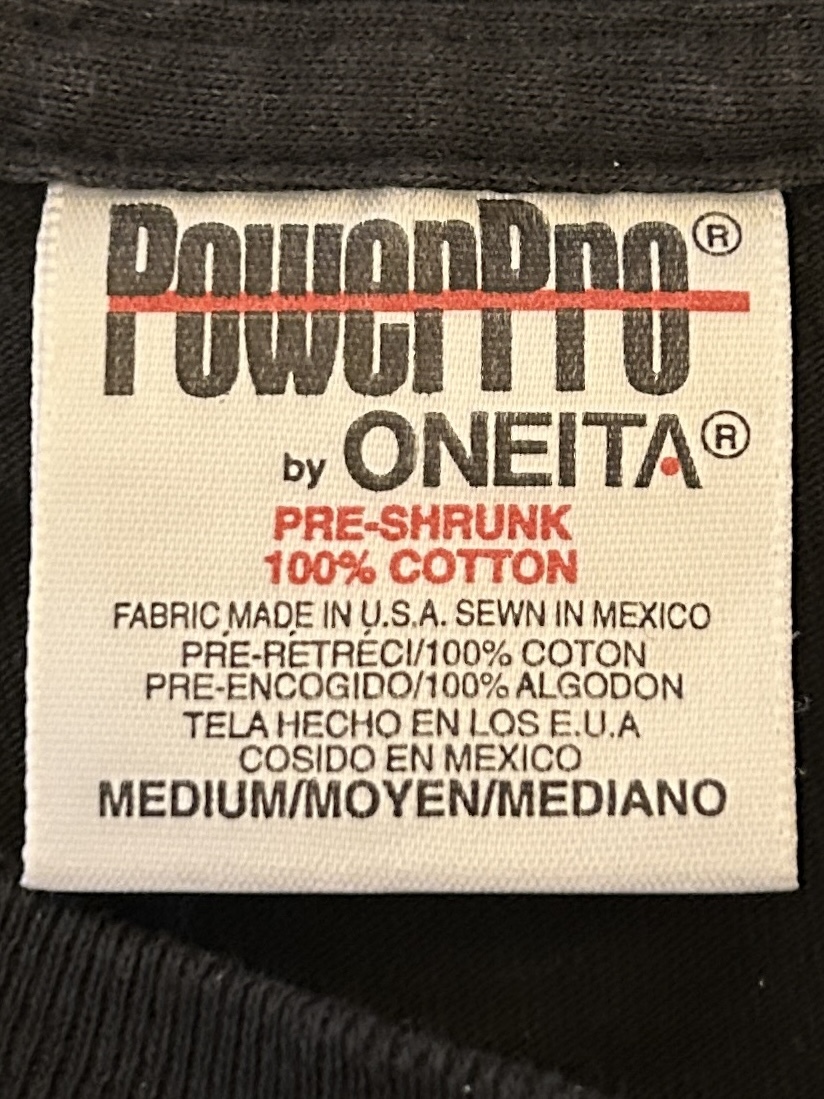 PowerPro®
by ONEITA®
PRE-SHRUNK
100% COTTON
FABRIC MADE IN U.S.A. SEWN IN MEXICO
PRÉ-RÉTRÉCI/100% COTON
PRE-ENCOGIDO/100% ALGODON
TELA HECHO EN LOS E.U.A
COSIDO EN MEXICO
MEDIUM/MOYEN/MEDIANO